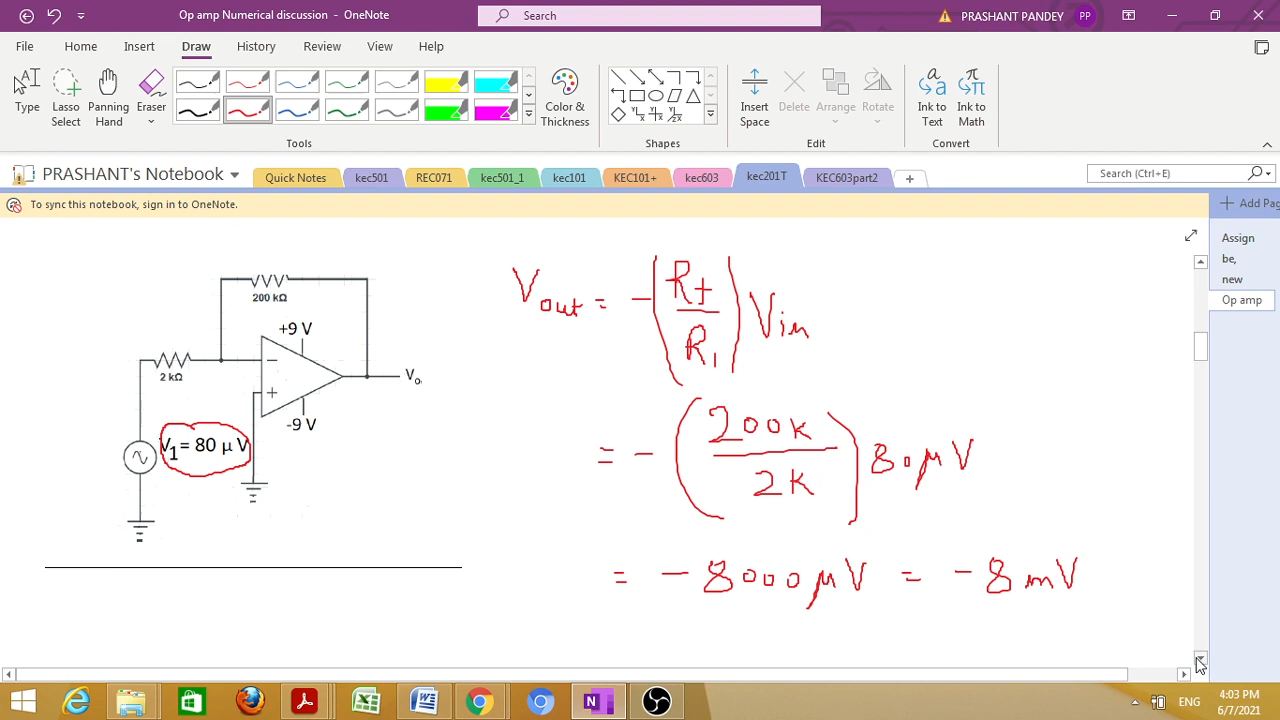 Op amp Numerical discussion - OneNote
Search
PRASHANT PANDEY PP
File Home Insert Draw History Review View Help
Type
Lasso Select
Panning Hand
Eraser
Color & Thickness
Insert Space
Delete
Arrange
Rotate
Ink to Text
Ink to Math
Tools
Shapes
Edit
Convert
PRASHANT's Notebook
Quick Notes
kec501
REC071
kec501_1
kec101
KEC101+
kec603
kec201T
KEC603part2
Search (Ctrl+E)
To sync this notebook, sign in to OneNote.
Add Pag
Assign
be,
new
Op amp
200 kΩ
+9 V
2 kΩ
Vo
-9 V
V1= 80 μ V
Vout = -(Rf/R1) Vin
= -(200K/2K) 80μV
= -8000μV = -8mV
ENG
4:03 PM
6/7/2021